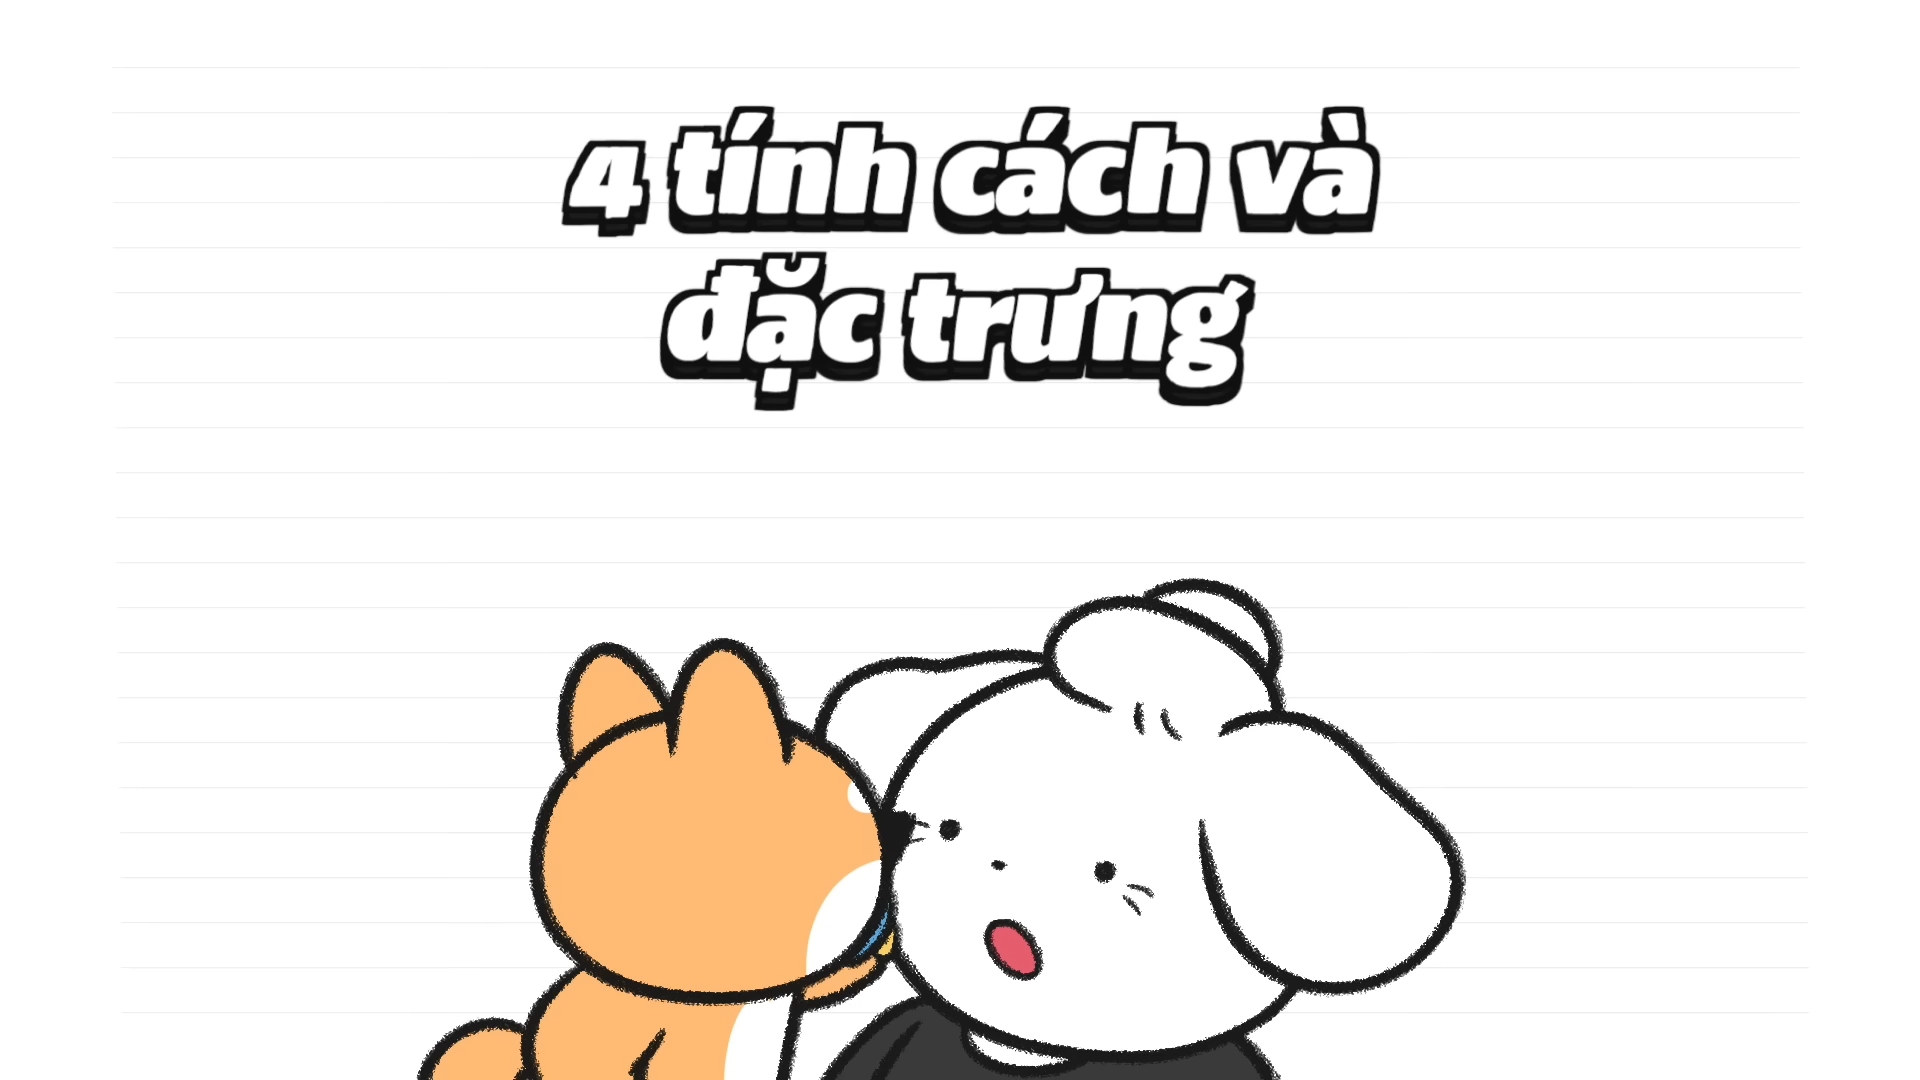 4 tính cách và
đặc trưng